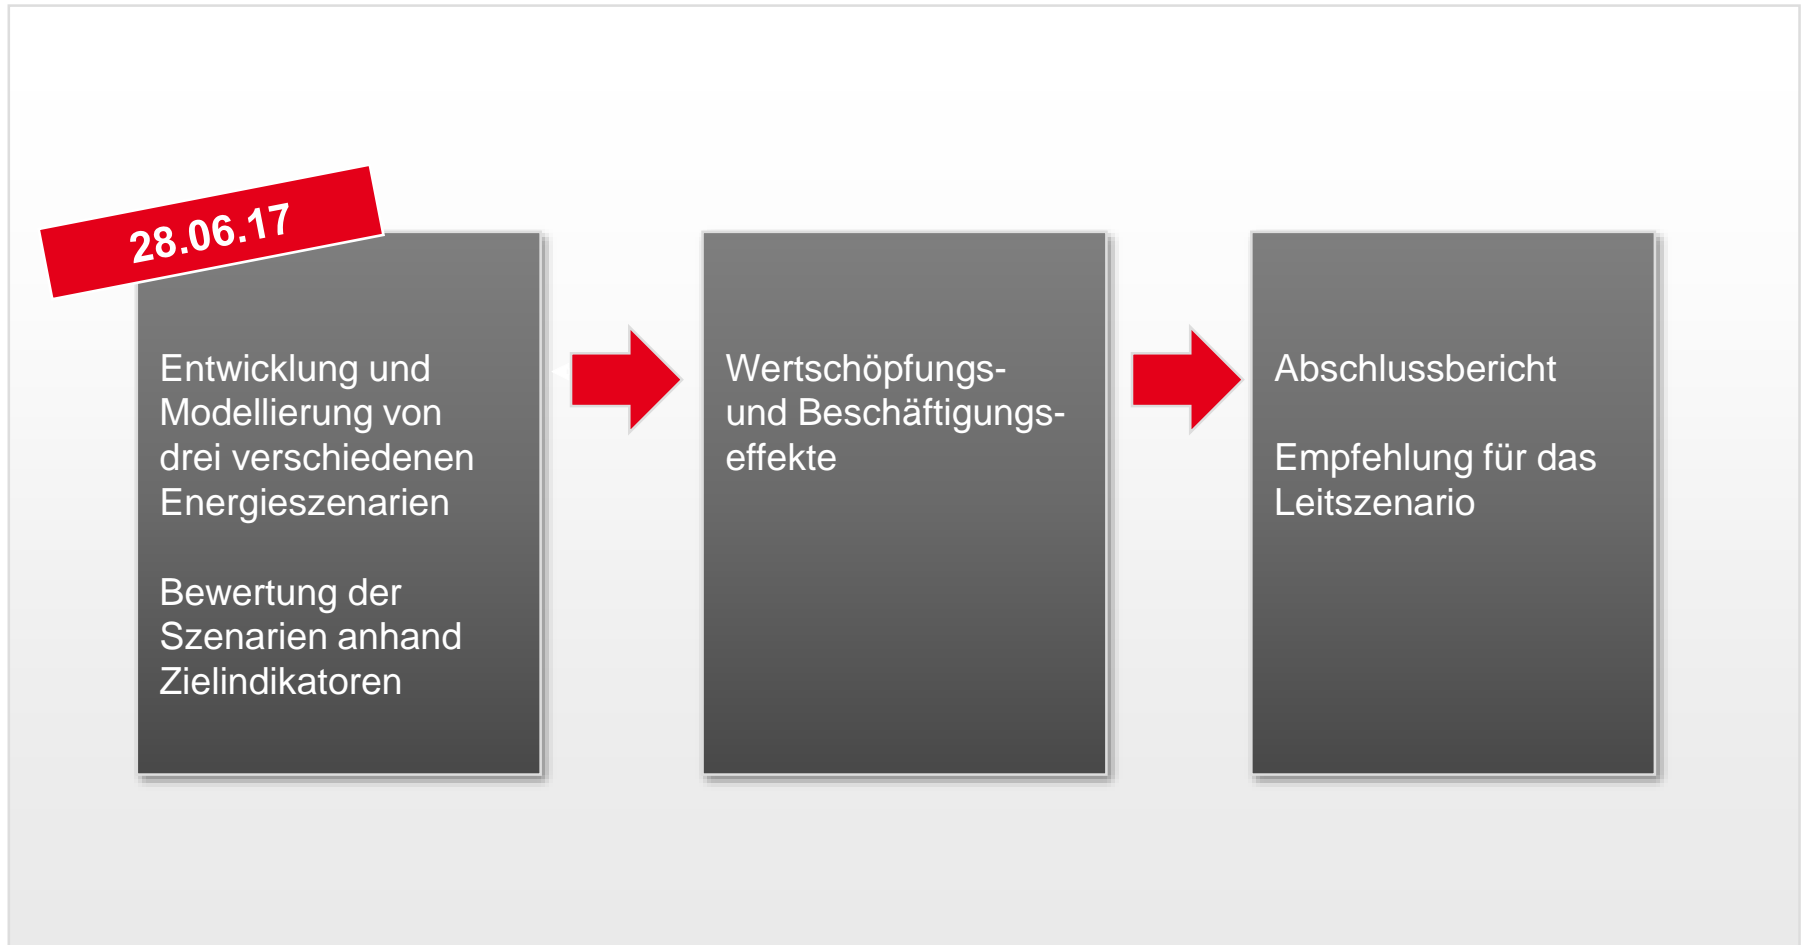 28.06.17
Entwicklung und
Modellierung von
drei verschiedenen
Energieszenarien
Bewertung der
Szenarien anhand
Zielindikatoren
Wertschöpfungs-
und Beschäftigungs-
effekte
Abschlussbericht
Empfehlung für das
Leitszenario